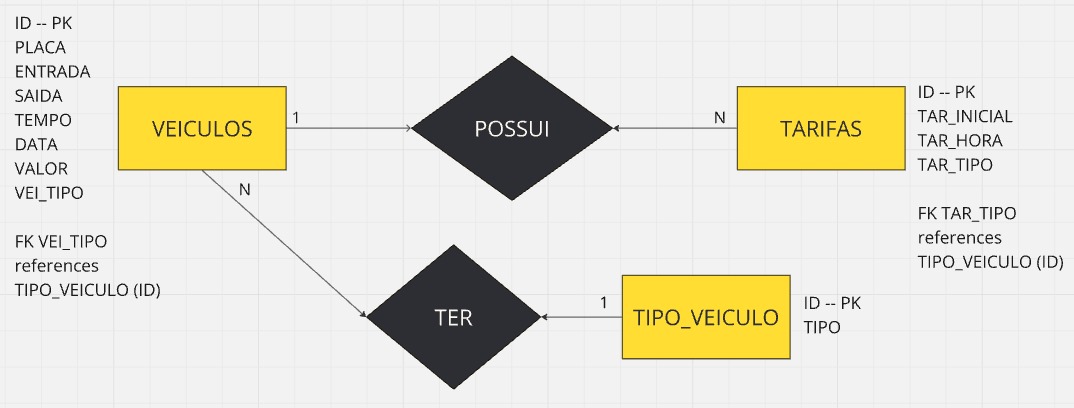 ID -- PK
PLACA
ENTRADA
SAIDA
TEMPO
DATA
VALOR
VEI_TIPO
FK VEI_TIPO
references
TIPO_VEICULO (ID)
VEICULOS
1
POSSUI
N
TARIFAS
ID -- PK
TAR_INICIAL
TAR_HORA
TAR_TIPO
FK TAR_TIPO
references
TIPO_VEICULO (ID)
N
TER
1
TIPO_VEICULO
ID -- PK
TIPO